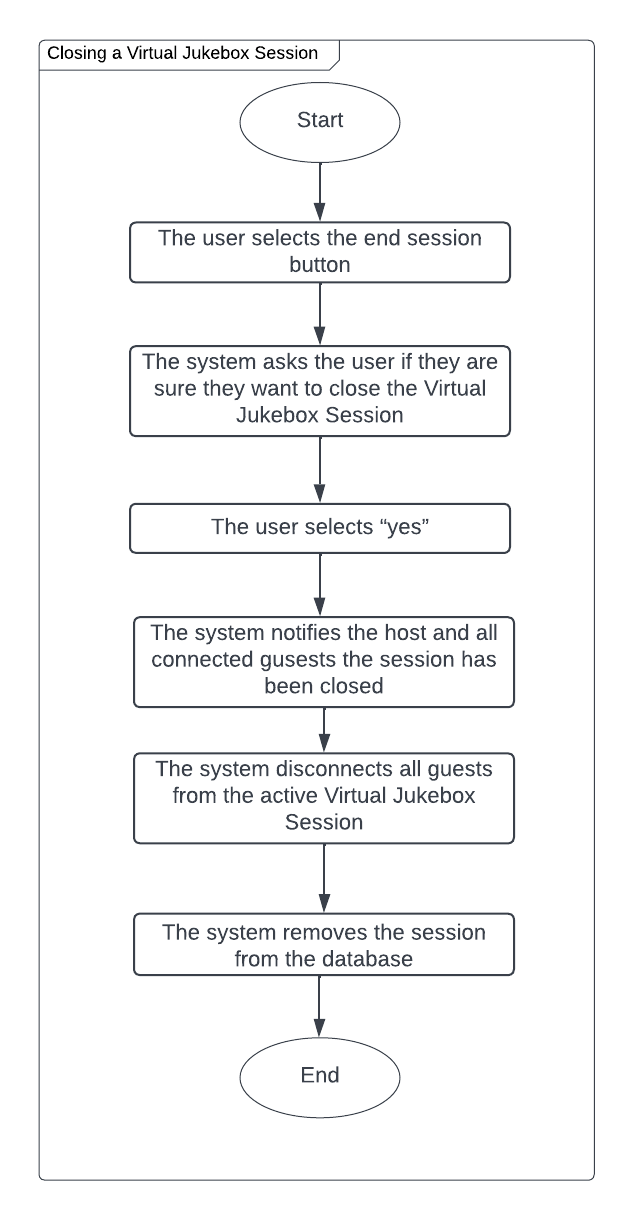 Closing a Virtual Jukebox Session
Start
The user selects the end session
button
The system asks the user if they are
sure they want to close the Virtual
Jukebox Session
The user selects “yes”
The system notifies the host and all
connected gusests the session has
been closed
The system disconnects all guests
from the active Virtual Jukebox
Session
The system removes the session
from the database
End